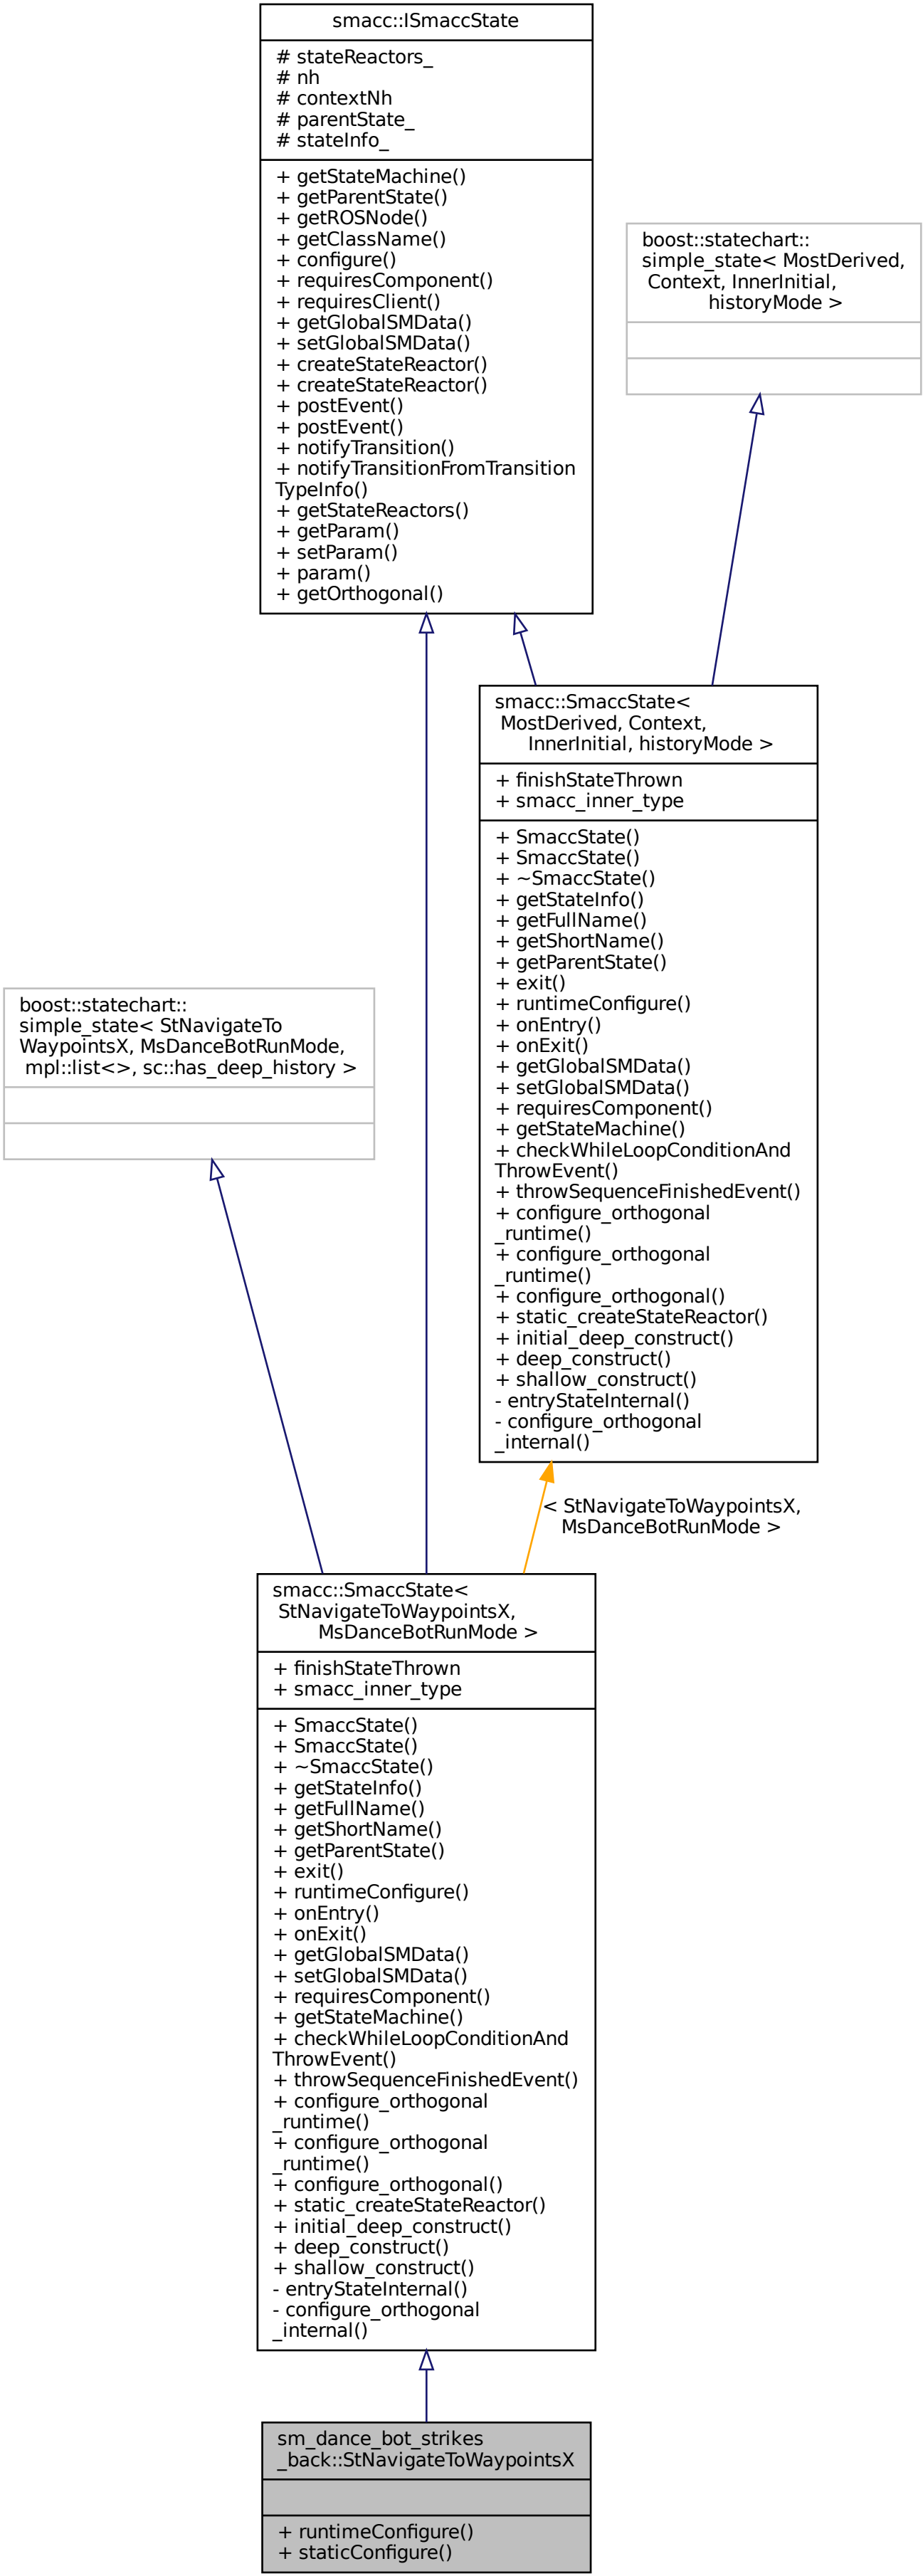 smacc::ISmaccState
# stateReactors_
# nh
# contextNh
# parentState_
# stateInfo_
+ getStateMachine()
+ getParentState()
+ getROSNode()
+ getClassName()
+ configure()
+ requiresComponent()
+ requiresClient()
+ getGlobalSMData()
+ setGlobalSMData()
+ createStateReactor()
+ createStateReactor()
+ postEvent()
+ postEvent()
+ notifyTransition()
+ notifyTransitionFromTransition
TypeInfo()
+ getStateReactors()
+ getParam()
+ setParam()
+ param()
+ getOrthogonal()
boost::statechart::
simple_state< MostDerived,
Context, InnerInitial,
historyMode >
smacc::SmaccState<
MostDerived, Context,
InnerInitial, historyMode >
+ finishStateThrown
+ smacc_inner_type
+ SmaccState()
+ SmaccState()
+ ~SmaccState()
+ getStateInfo()
+ getFullName()
+ getShortName()
+ getParentState()
+ exit()
+ runtimeConfigure()
+ onEntry()
+ onExit()
+ getGlobalSMData()
+ setGlobalSMData()
+ requiresComponent()
+ getStateMachine()
+ checkWhileLoopConditionAnd
ThrowEvent()
+ throwSequenceFinishedEvent()
+ configure_orthogonal
_runtime()
+ configure_orthogonal
_runtime()
+ configure_orthogonal()
+ static_createStateReactor()
+ initial_deep_construct()
+ deep_construct()
+ shallow_construct()
- entryStateInternal()
- configure_orthogonal
_internal()
boost::statechart::
simple_state< StNavigateTo
WaypointsX, MsDanceBotRunMode,
mpl::list<>, sc::has_deep_history >
< StNavigateToWaypointsX,
MsDanceBotRunMode >
smacc::SmaccState<
StNavigateToWaypointsX,
MsDanceBotRunMode >
+ finishStateThrown
+ smacc_inner_type
+ SmaccState()
+ SmaccState()
+ ~SmaccState()
+ getStateInfo()
+ getFullName()
+ getShortName()
+ getParentState()
+ exit()
+ runtimeConfigure()
+ onEntry()
+ onExit()
+ getGlobalSMData()
+ setGlobalSMData()
+ requiresComponent()
+ getStateMachine()
+ checkWhileLoopConditionAnd
ThrowEvent()
+ throwSequenceFinishedEvent()
+ configure_orthogonal
_runtime()
+ configure_orthogonal
_runtime()
+ configure_orthogonal()
+ static_createStateReactor()
+ initial_deep_construct()
+ deep_construct()
+ shallow_construct()
- entryStateInternal()
- configure_orthogonal
_internal()
sm_dance_bot_strikes
_back::StNavigateToWaypointsX
+ runtimeConfigure()
+ staticConfigure()